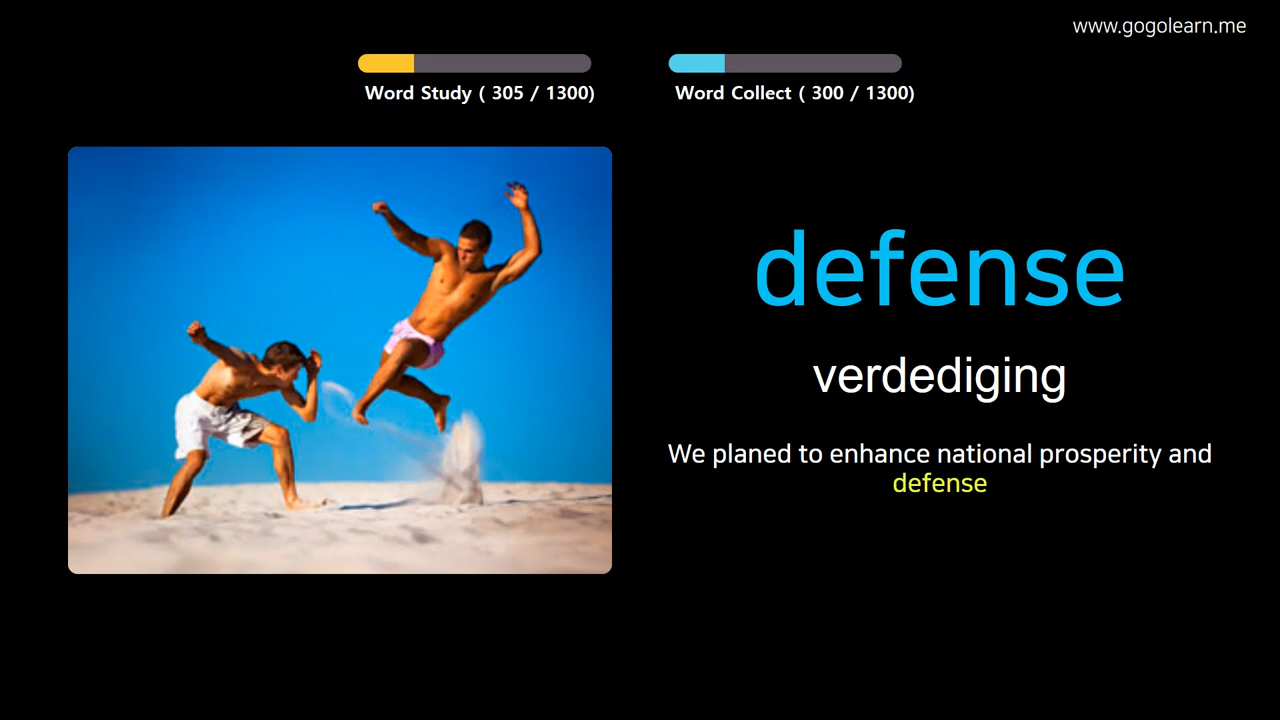 www.gogolearn.me
Word Study ( 305 / 1300)
Word Collect ( 300 / 1300)
defense
verdediging
We planed to enhance national prosperity and
defense